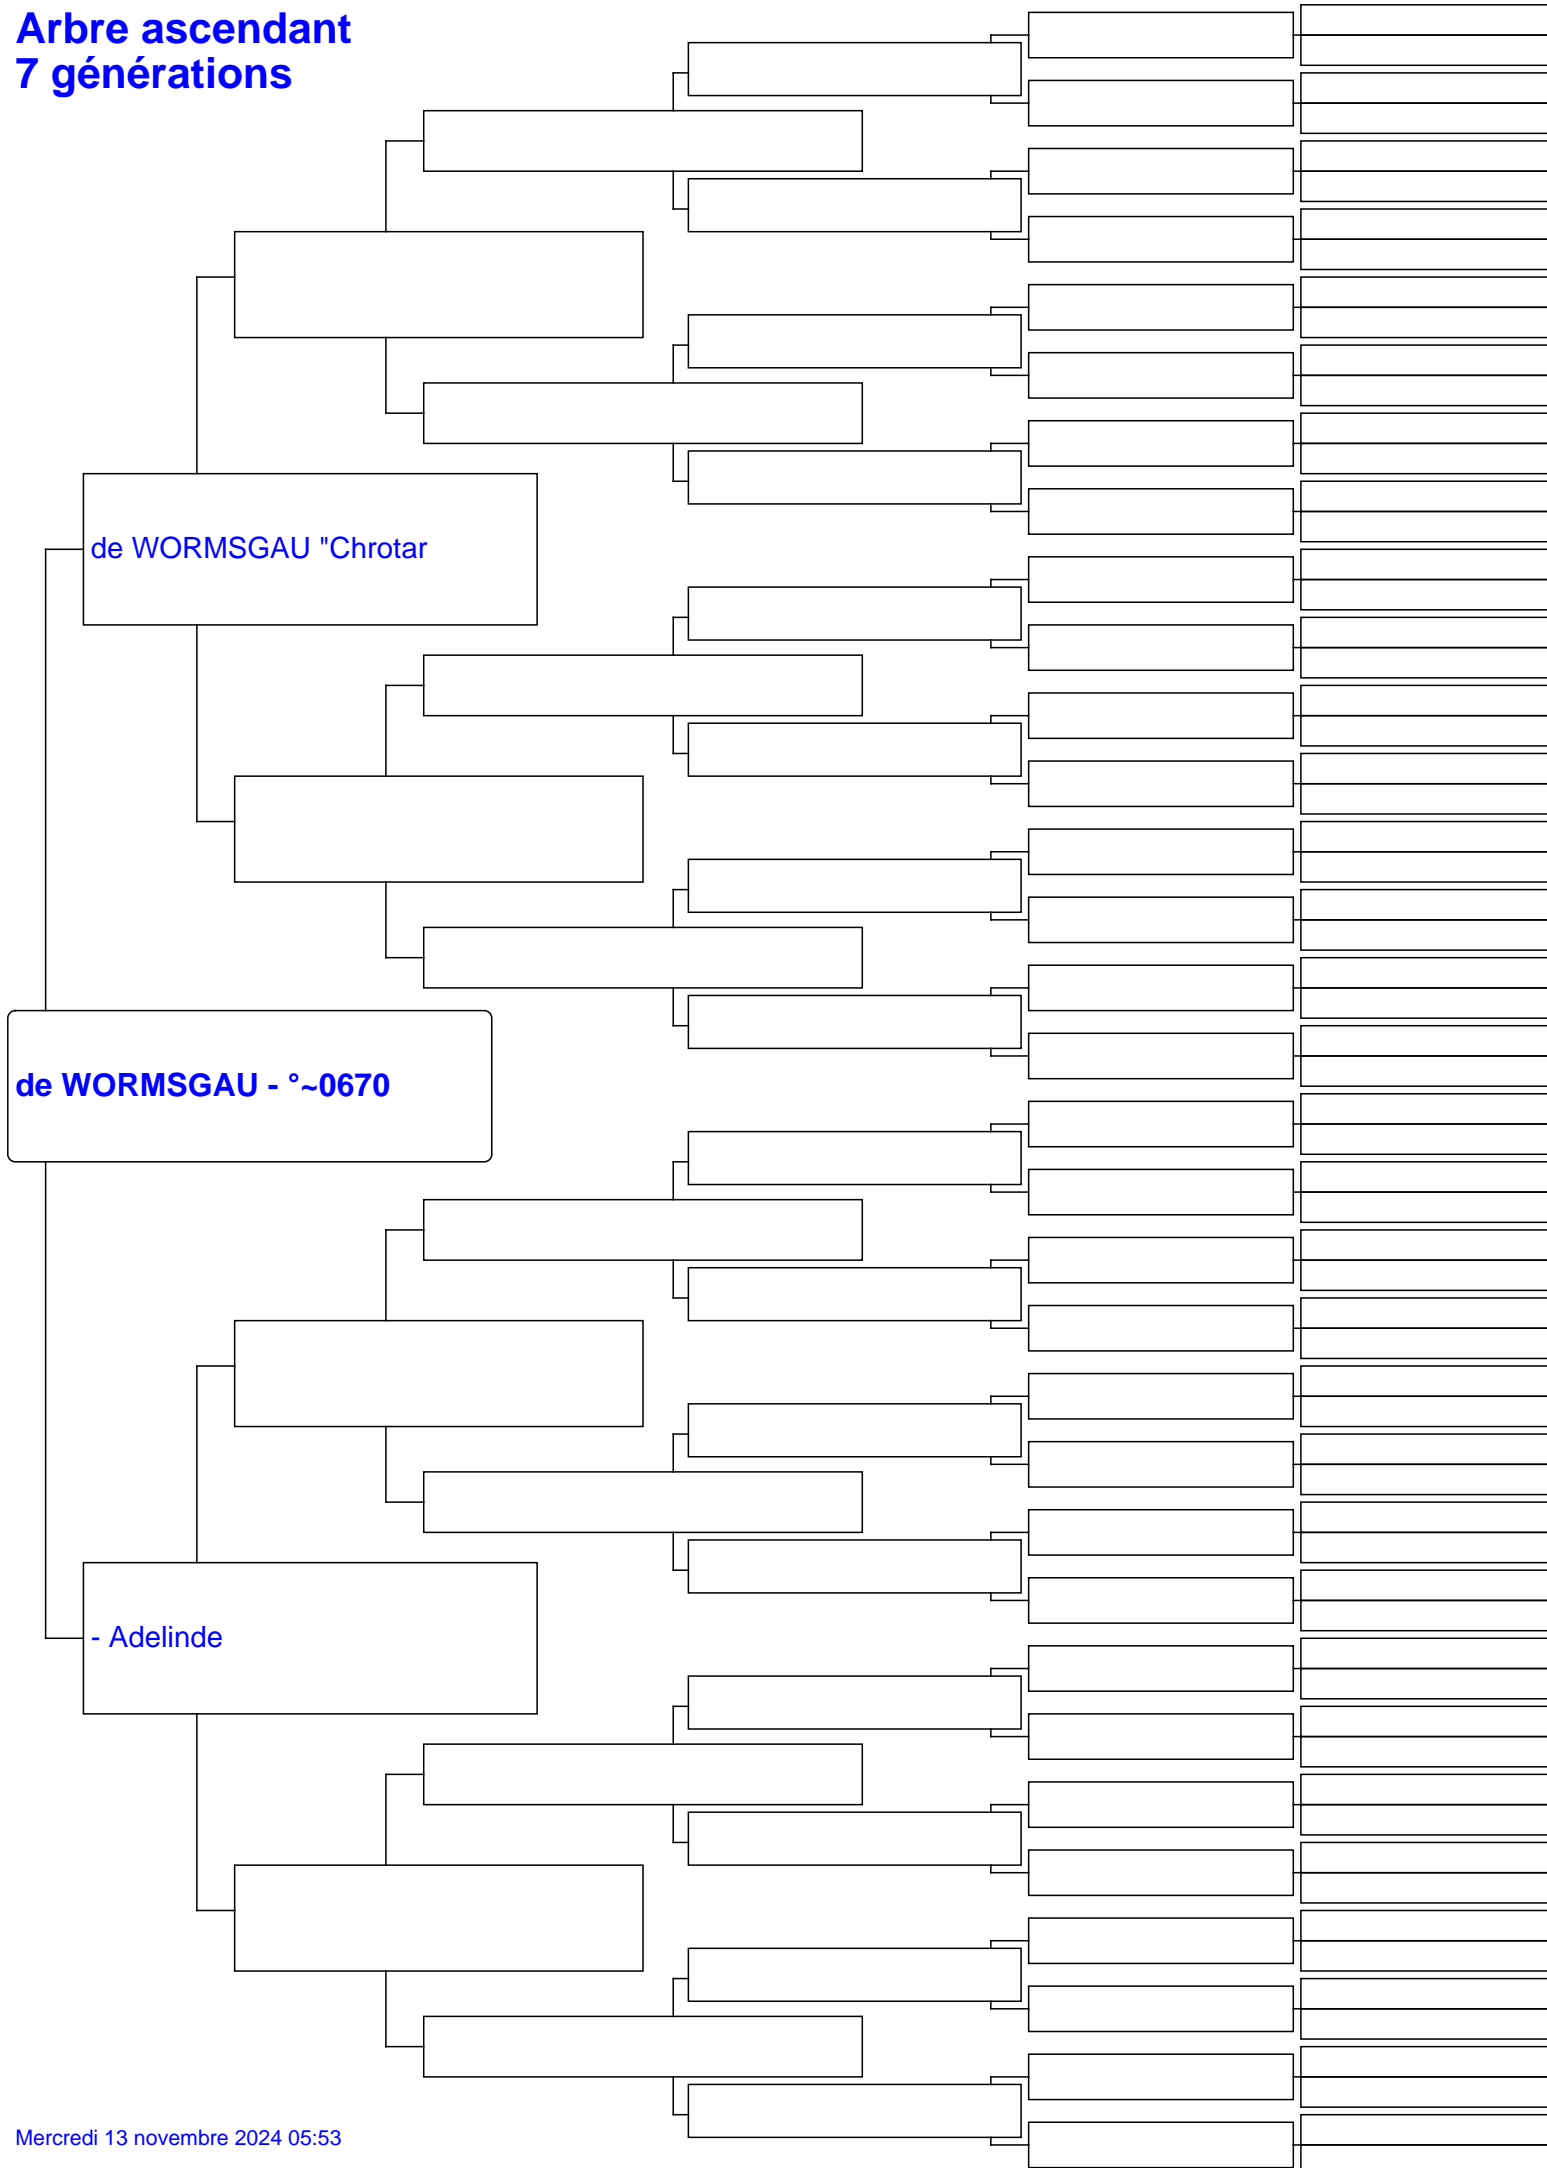 Arbre ascendant
7 générations
de WORMSGAU "Chrotar
de WORMSGAU - °~0670
- Adelinde
Mercredi 13 novembre 2024 05:53